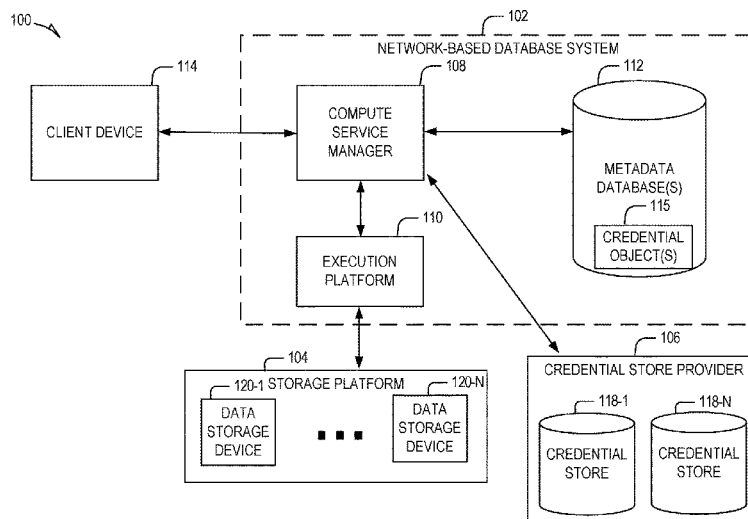 100
102
NETWORK-BASED DATABASE SYSTEM
114
CLIENT DEVICE
108
COMPUTE
SERVICE
MANAGER
112
METADATA
DATABASE(S)
115
CREDENTIAL
OBJECT(S)
110
EXECUTION
PLATFORM
104
STORAGE PLATFORM
120-1
DATA
STORAGE
DEVICE
120-N
DATA
STORAGE
DEVICE
106
CREDENTIAL STORE PROVIDER
118-1
CREDENTIAL
STORE
118-N
CREDENTIAL
STORE